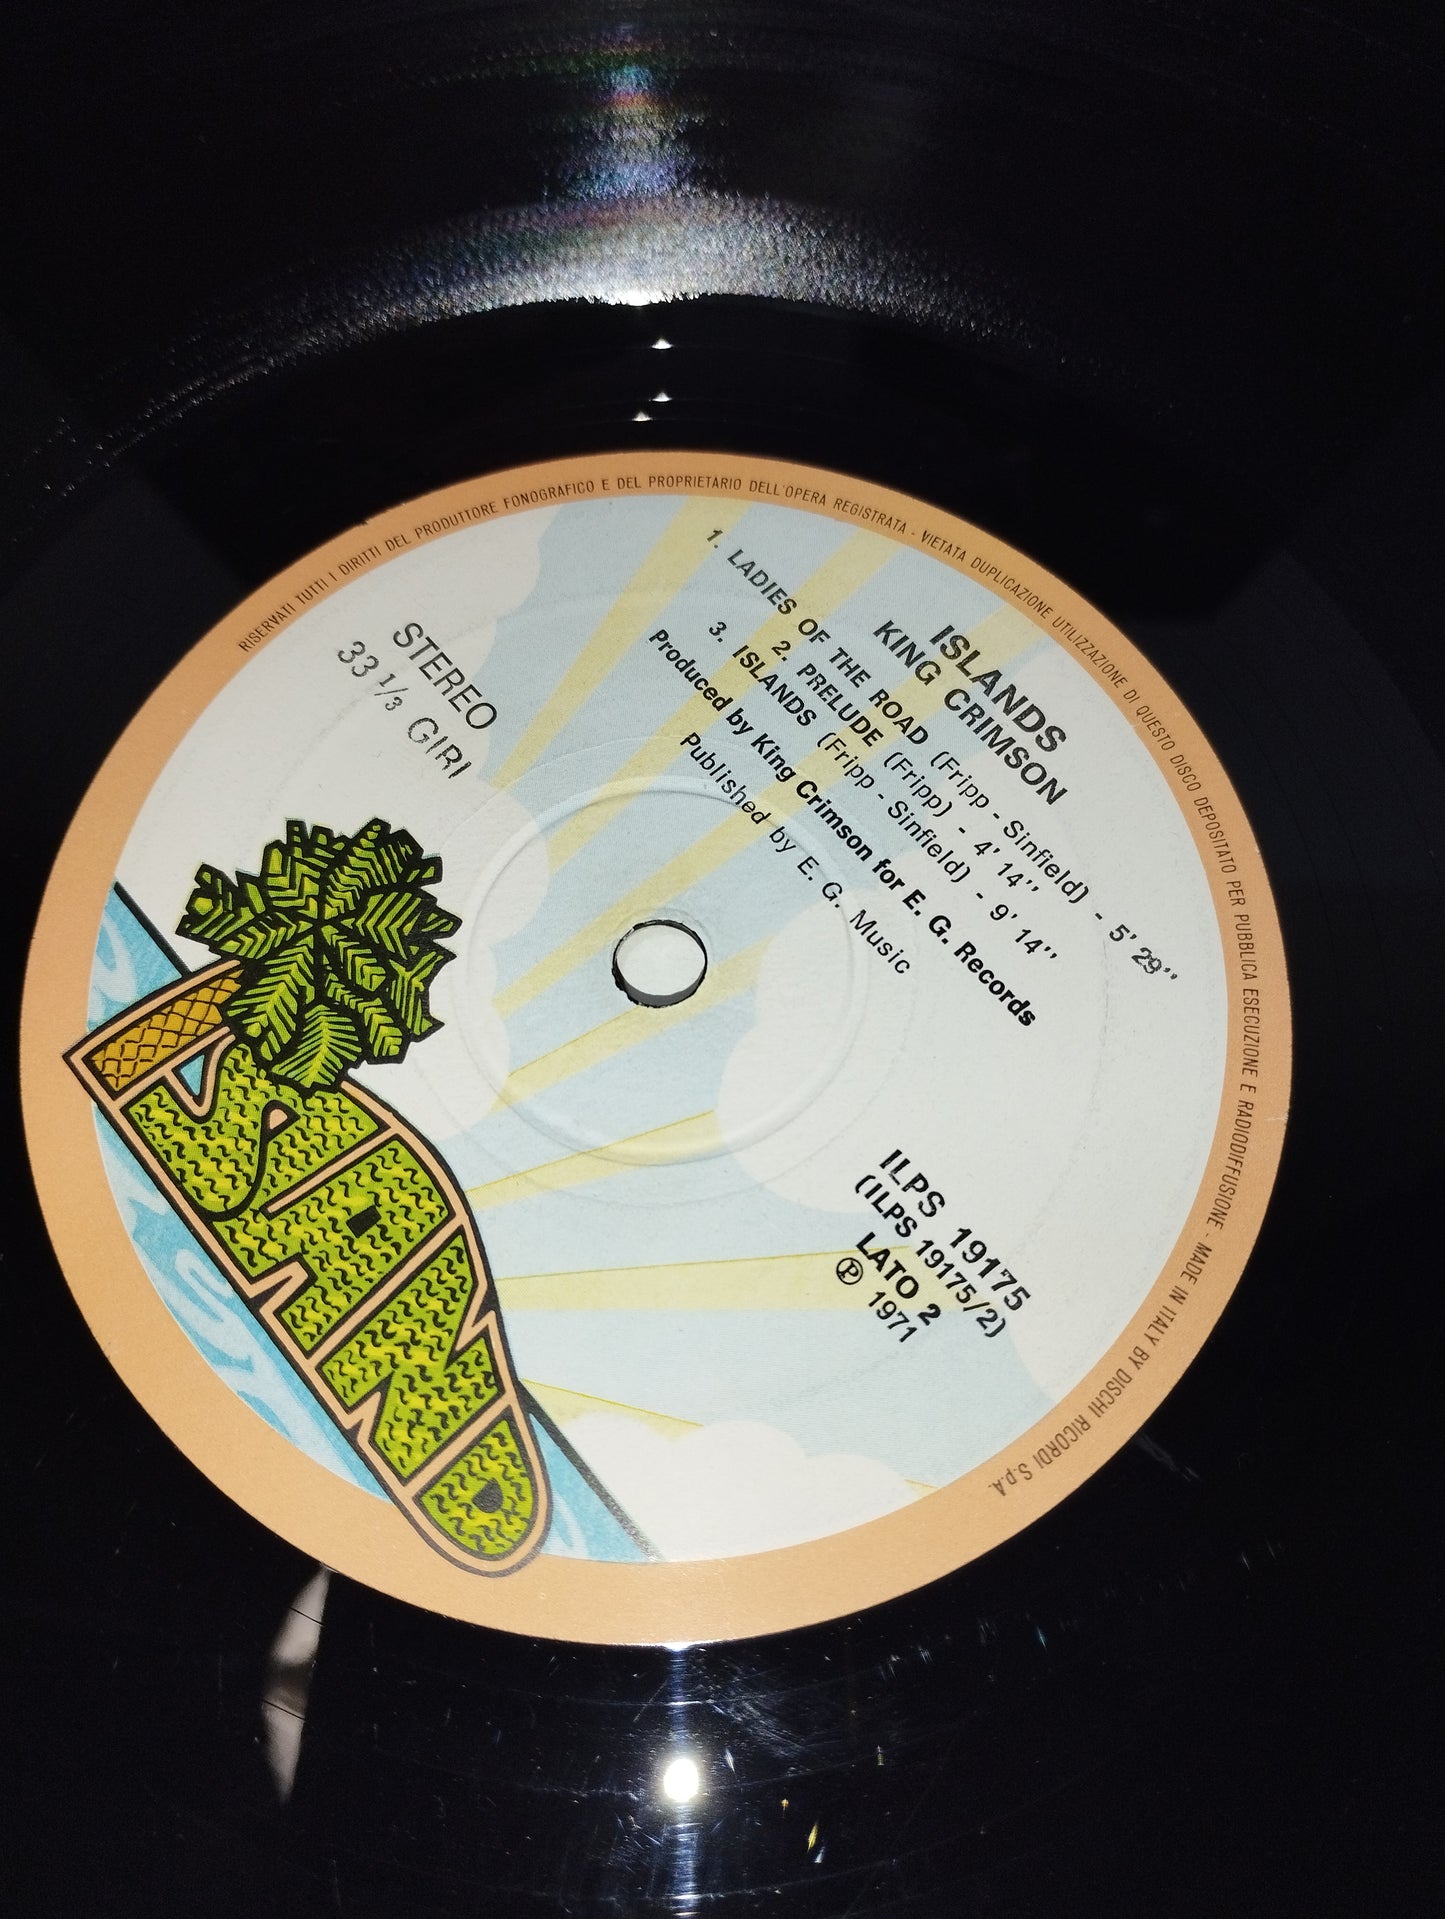 RISERVATI TUTTI I DIRITTI DEL PRODUTTORE FONOGRAFICO E DEL PROPRIETARIO DELL'OPERA REGISTRATA - VIETATA DUPLICAZIONE UTILIZZAZIONE DI QUESTO DISCO DEPOSITATO PER PUBBLICA ESECUZIONE E RADIODIFFUSIONE - MADE IN ITALY BY DISCHI RICORDI S.p.A.
ISLANDS
KING CRIMSON
1. LADIES OF THE ROAD (Fripp - Sinfield) - 5' 29''
2. PRELUDE (Fripp) - 4' 14''
3. ISLANDS (Fripp - Sinfield) - 9' 14''
Produced by King Crimson for E. G. Records
Published by E. G. Music
STEREO
33 1/3 GIRI
ILPS 19175
(ILPS 19175/2)
LATO 2
Ⓟ 1971
ISLAND